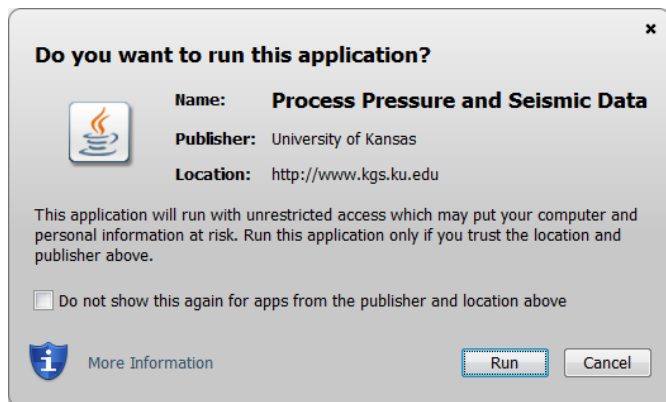 Do you want to run this application?
Name: Process Pressure and Seismic Data
Publisher: University of Kansas
Location: http://www.kgs.ku.edu
This application will run with unrestricted access which may put your computer and
personal information at risk. Run this application only if you trust the location and
publisher above.
Do not show this again for apps from the publisher and location above
More Information Run Cancel